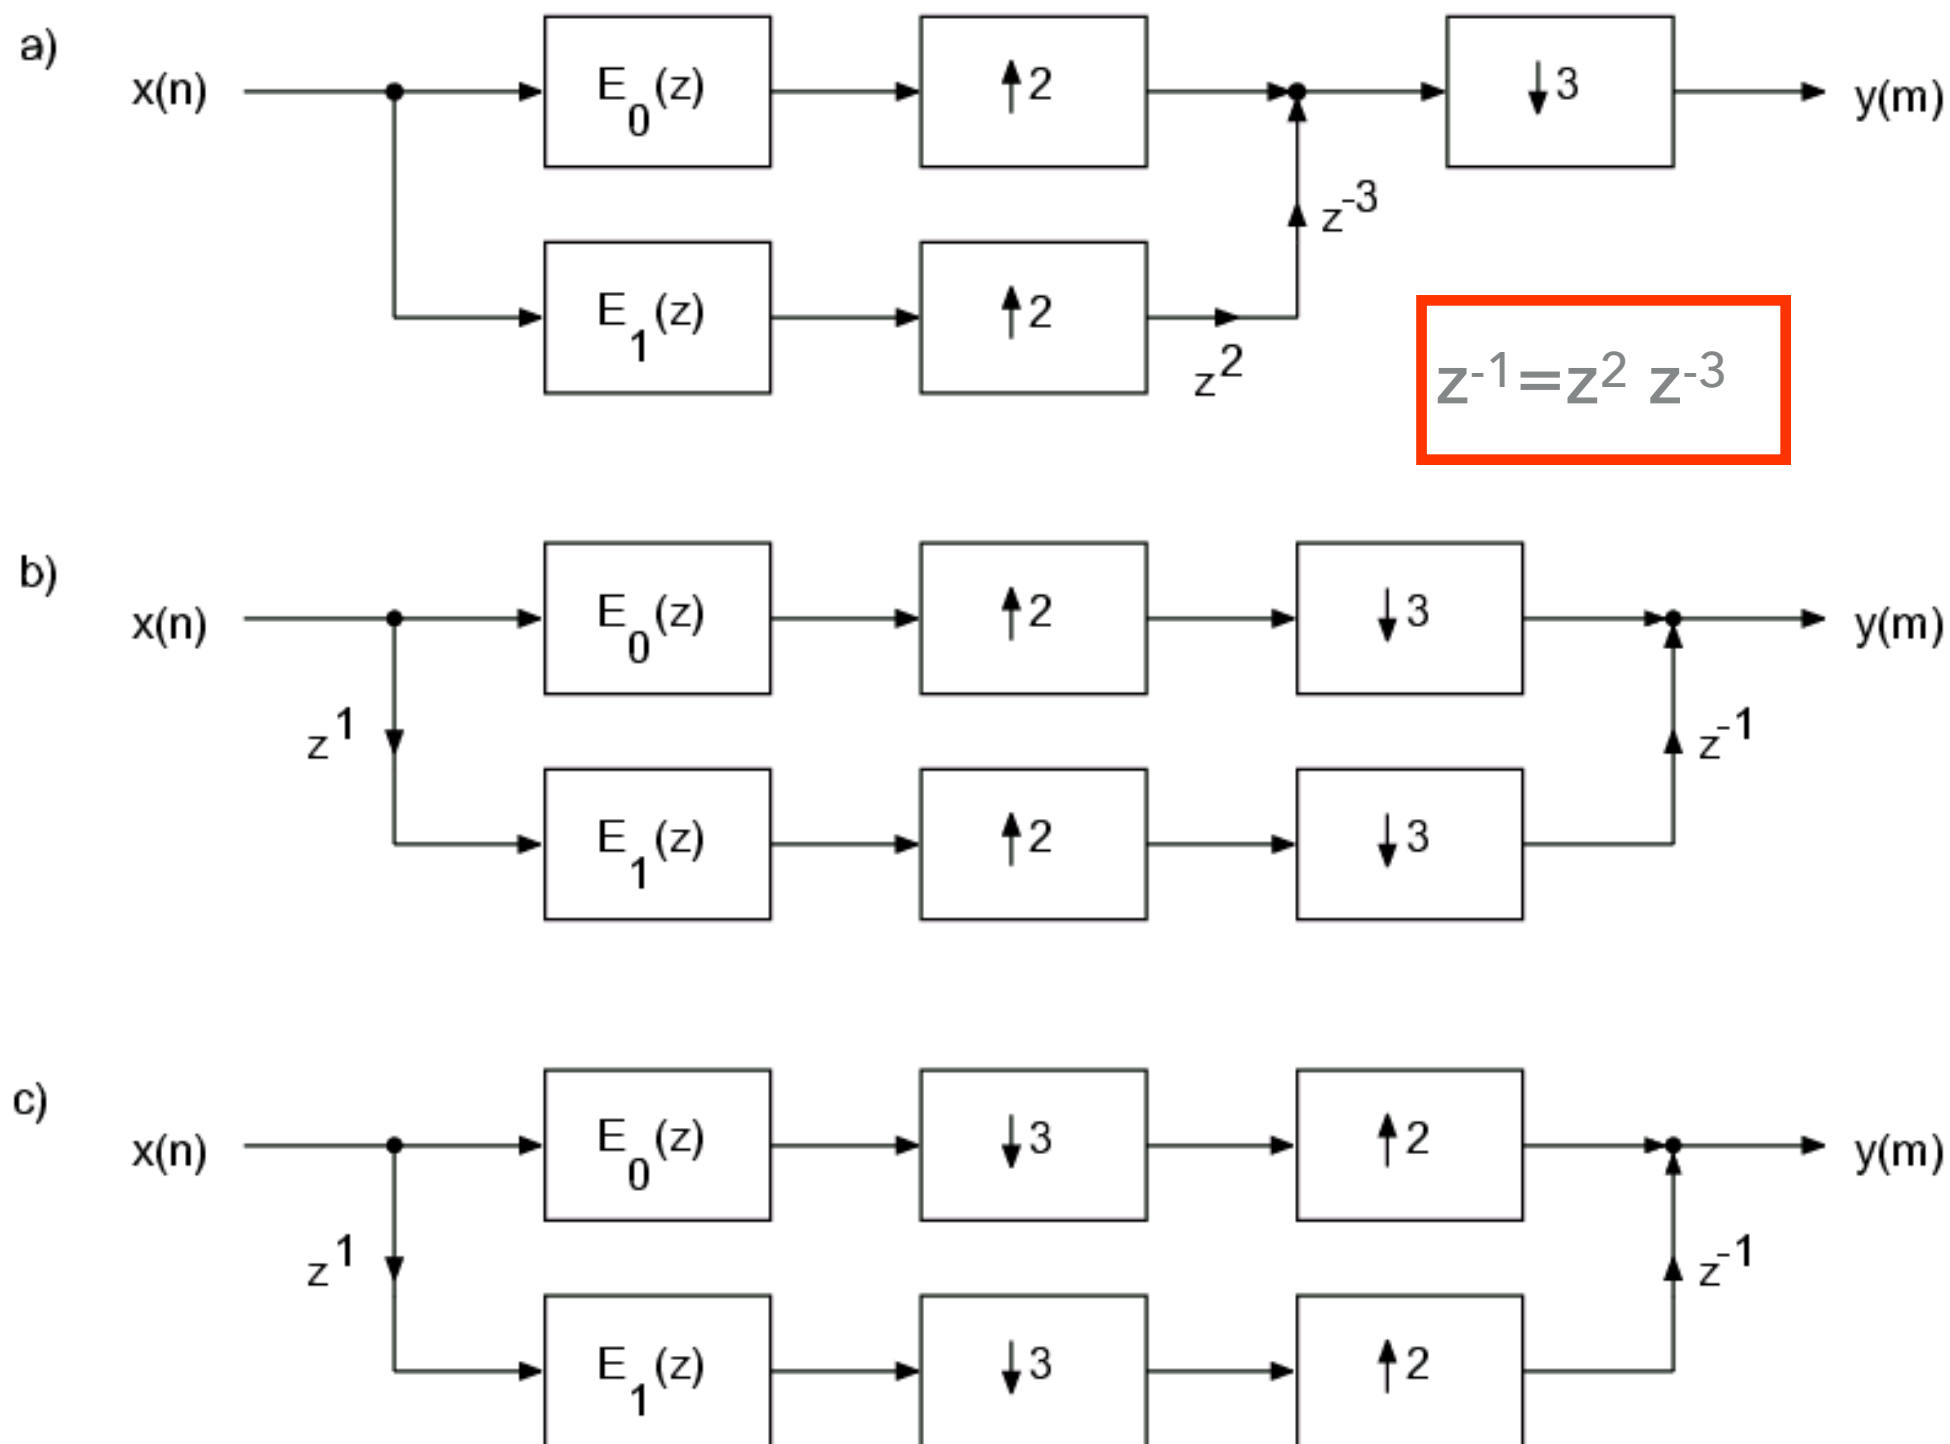 a)
x(n) E₀(z) ↑2 ↓3 y(m)
z⁻³
E₁(z) ↑2
z²
z⁻¹=z² z⁻³
b)
x(n) E₀(z) ↑2 ↓3 y(m)
z¹ z⁻¹
E₁(z) ↑2 ↓3
c)
x(n) E₀(z) ↓3 ↑2 y(m)
z¹ z⁻¹
E₁(z) ↓3 ↑2